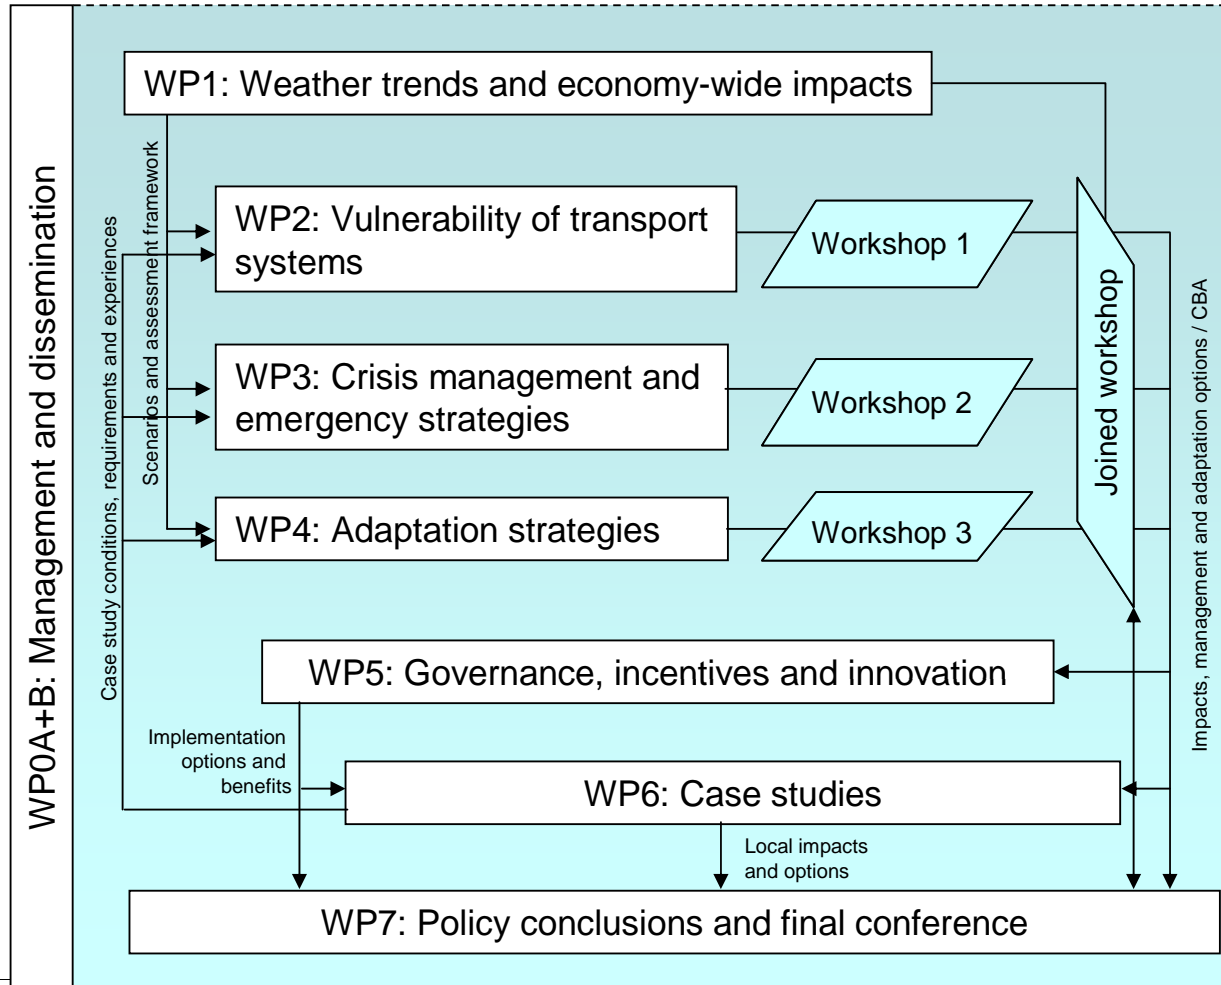 WP0A+B: Management and dissemination
WP1: Weather trends and economy-wide impacts
Case study conditions, requirements and experiences
Scenarios and assessment framework
WP2: Vulnerability of transport
systems
Workshop 1
WP3: Crisis management and
emergency strategies
Workshop 2
WP4: Adaptation strategies
Workshop 3
Joined workshop
Impacts, management and adaptation options / CBA
WP5: Governance, incentives and innovation
Implementation
options and
benefits
WP6: Case studies
Local impacts
and options
WP7: Policy conclusions and final conference